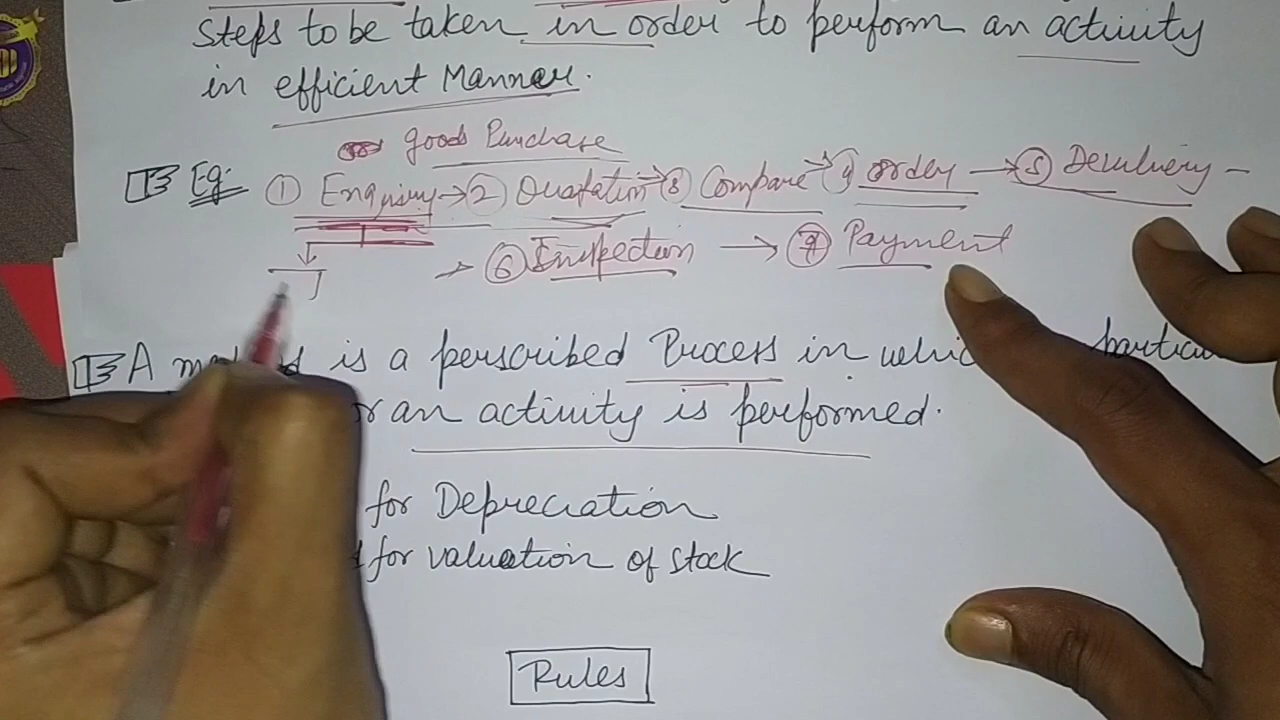 steps to be taken in order to perform an activity
in efficient Manner.
goods Purchase
Eg: ① Enquiry → ② Quotation → ③ Compare → ④ order → ⑤ Delivery –
→ ⑥ Inspection → ⑦ Payment
A is a perscribed Process in which particu
or an activity is performed.
for Depreciation
for valuation of stock
Rules